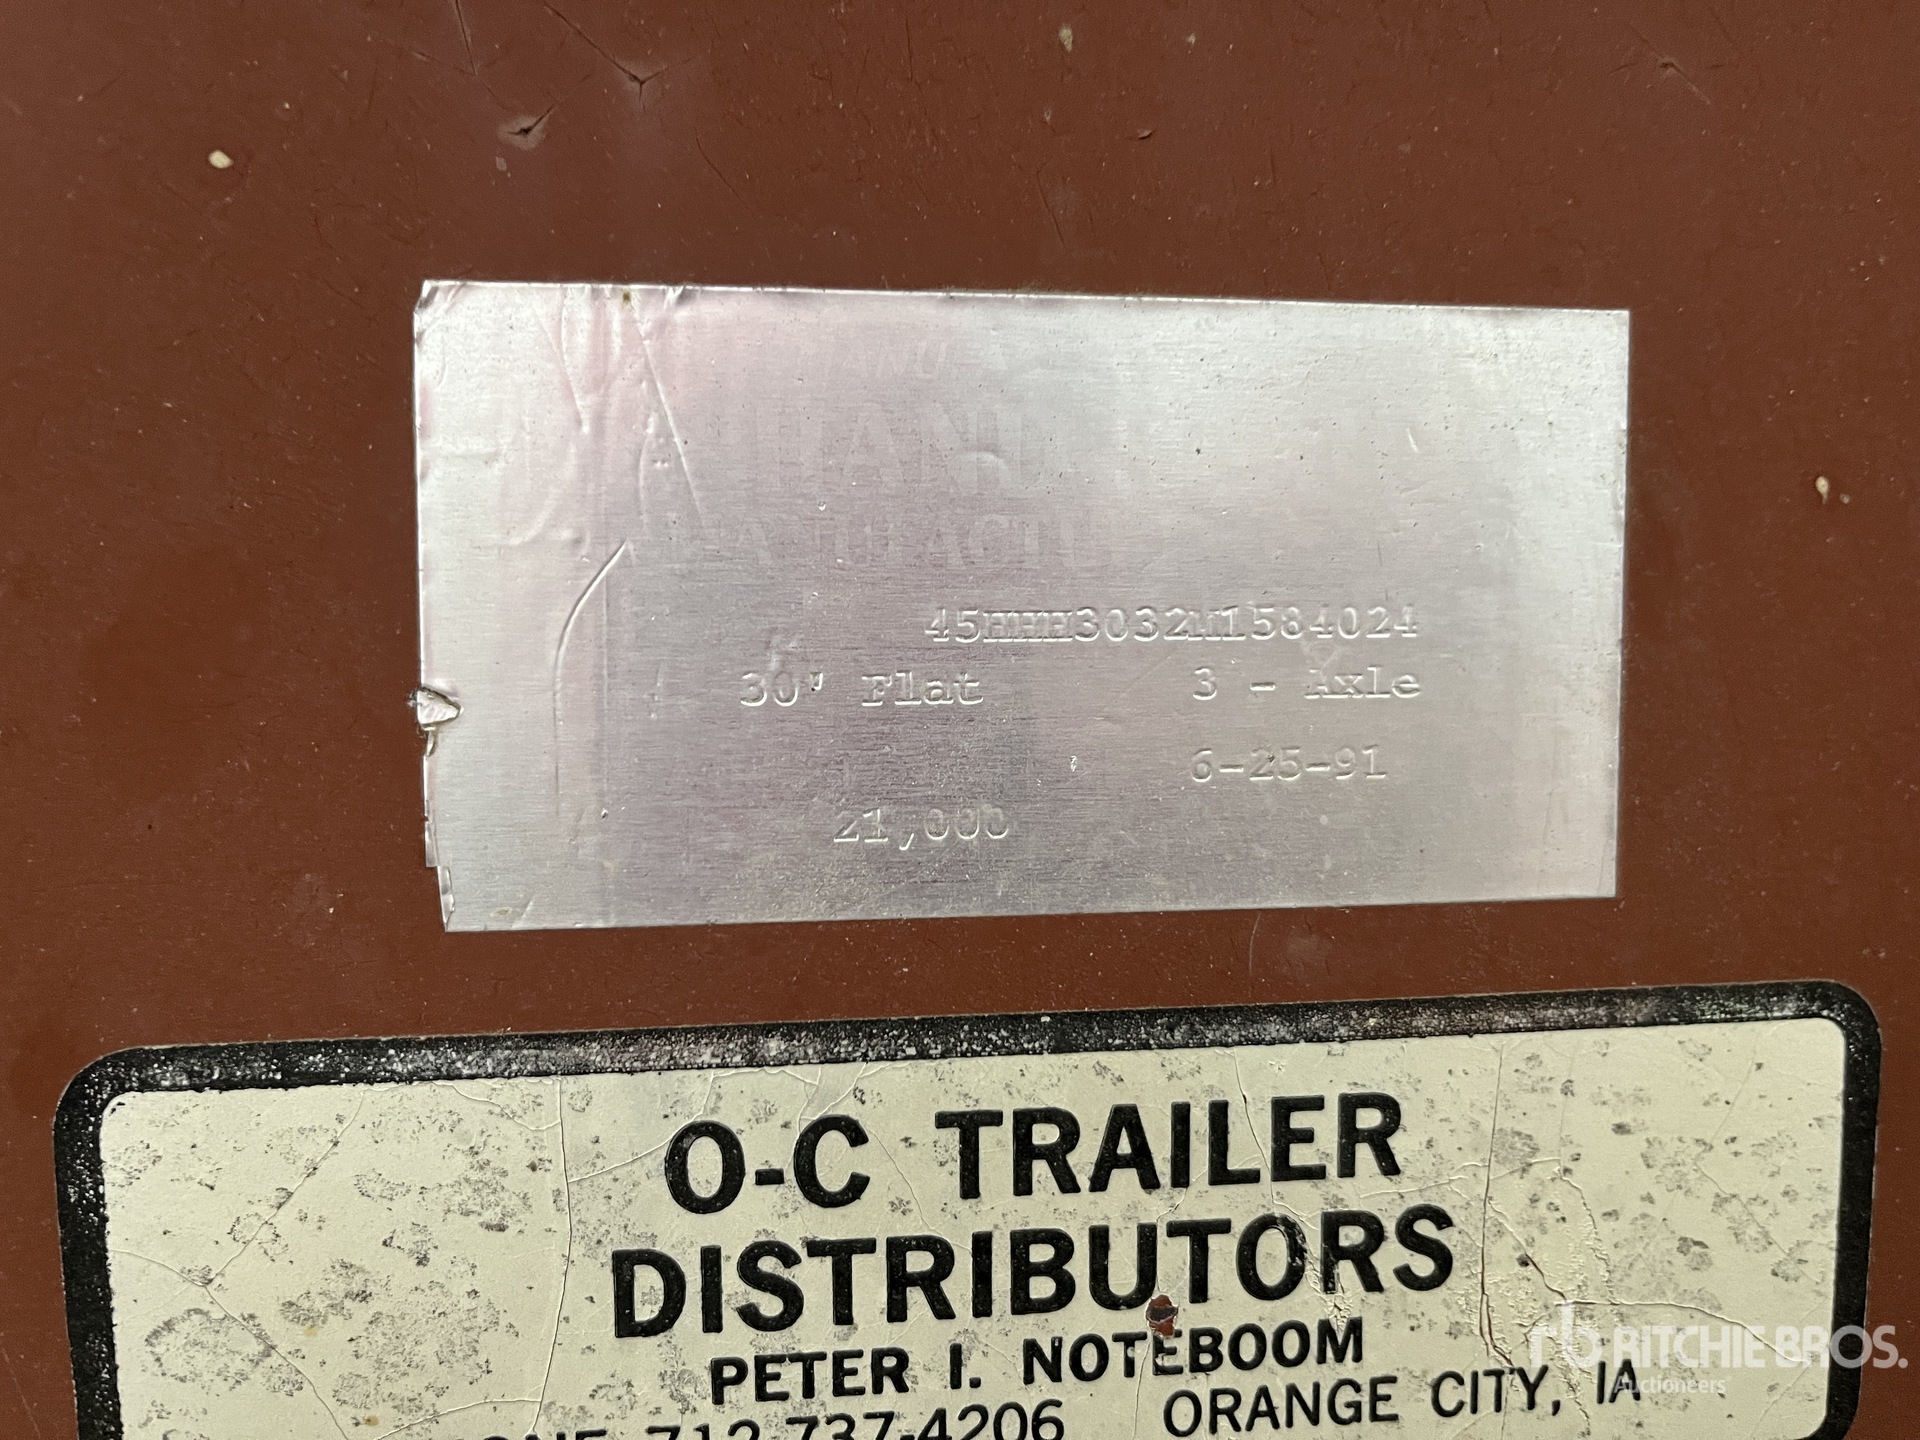 45HHH3032M1584024
30' Flat 3 - Axle
6-25-91
21,000
O-C TRAILER
DISTRIBUTORS
PETER I. NOTEBOOM
712-737-4206 ORANGE CITY, IA
RITCHIE BROS.
Auctioneers